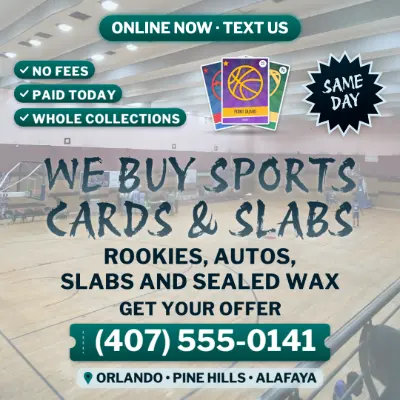 ONLINE NOW · TEXT US
✓ NO FEES
✓ PAID TODAY
✓ WHOLE COLLECTIONS
SAME
DAY
WE BUY SPORTS
CARDS & SLABS
ROOKIES, AUTOS,
SLABS AND SEALED WAX
GET YOUR OFFER
(407) 555-0141
ORLANDO · PINE HILLS · ALAFAYA